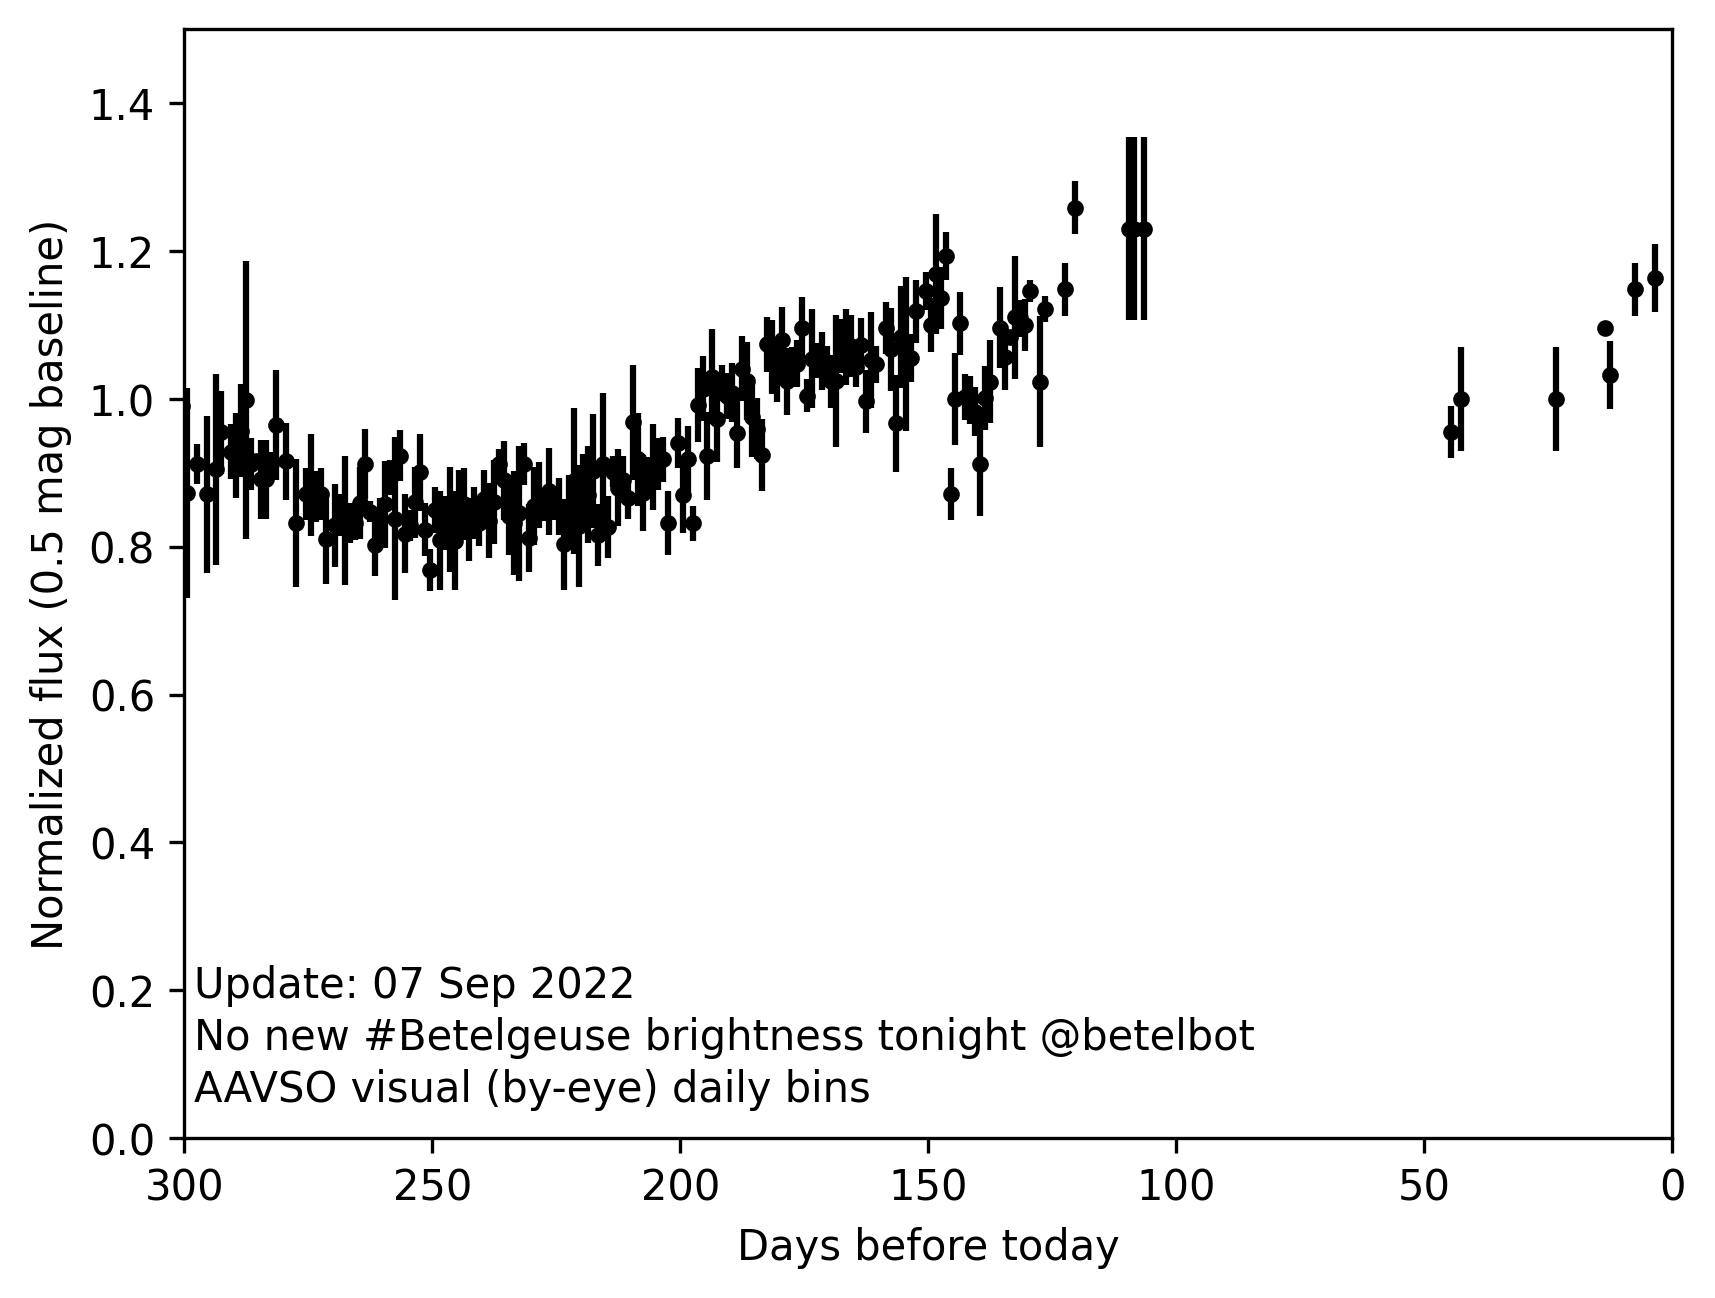 1.4
1.2
1.0
0.8
0.6
0.4
0.2
0.0
Normalized flux (0.5 mag baseline)
Update: 07 Sep 2022
No new #Betelgeuse brightness tonight @betelbot
AAVSO visual (by-eye) daily bins
300 250 200 150 100 50 0
Days before today